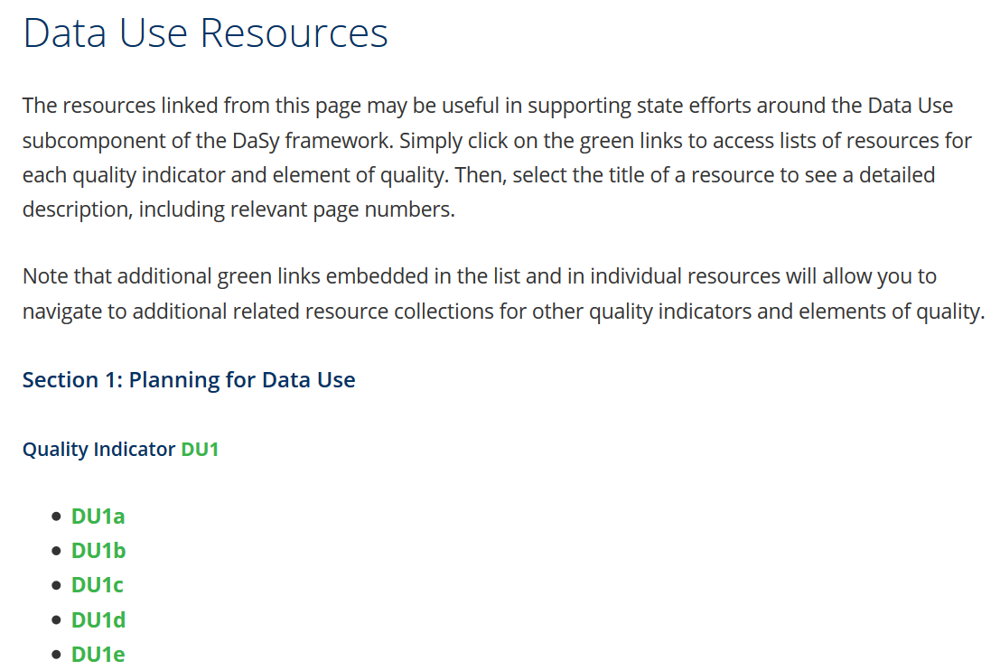 Data Use Resources
The resources linked from this page may be useful in supporting state efforts around the Data Use
subcomponent of the DaSy framework. Simply click on the green links to access lists of resources for
each quality indicator and element of quality. Then, select the title of a resource to see a detailed
description, including relevant page numbers.
Note that additional green links embedded in the list and in individual resources will allow you to
navigate to additional related resource collections for other quality indicators and elements of quality.
Section 1: Planning for Data Use
Quality Indicator DU1
• DU1a
• DU1b
• DU1c
• DU1d
• DU1e